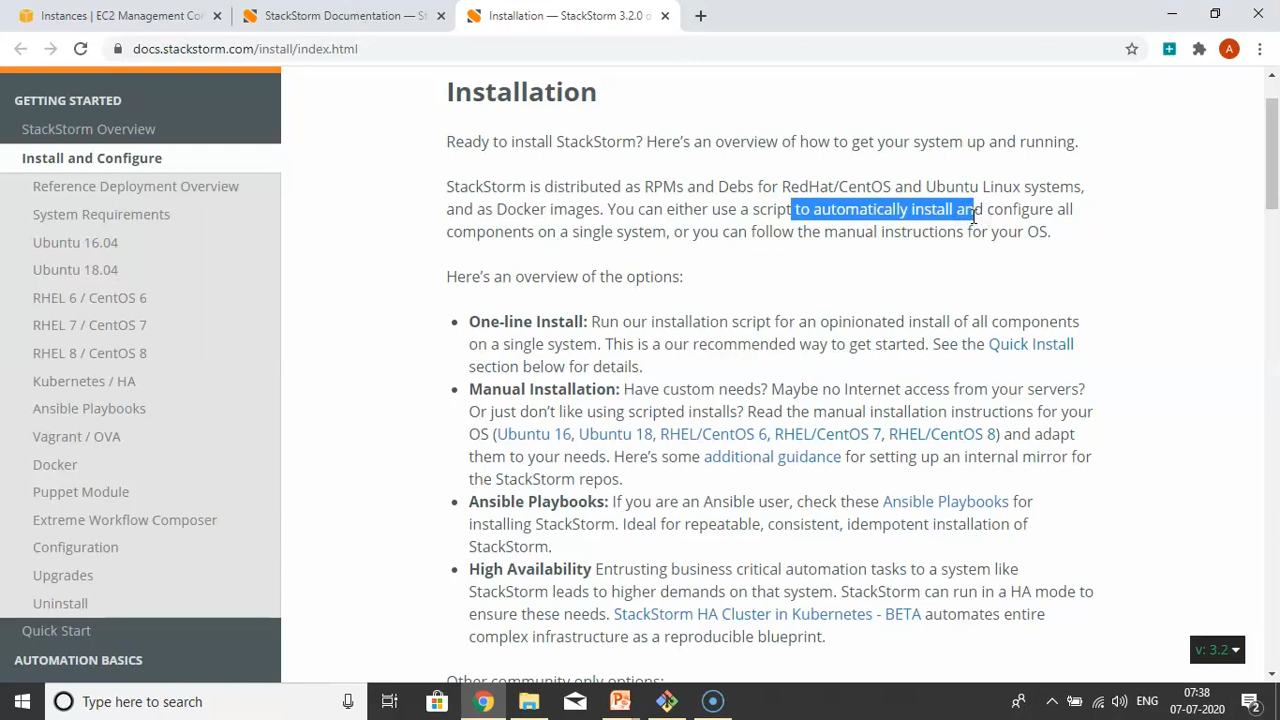 Instances | EC2 Management Con
StackStorm Documentation — St
Installation — StackStorm 3.2.0 d
docs.stackstorm.com/install/index.html
A
GETTING STARTED
StackStorm Overview
Install and Configure
Reference Deployment Overview
System Requirements
Ubuntu 16.04
Ubuntu 18.04
RHEL 6 / CentOS 6
RHEL 7 / CentOS 7
RHEL 8 / CentOS 8
Kubernetes / HA
Ansible Playbooks
Vagrant / OVA
Docker
Puppet Module
Extreme Workflow Composer
Configuration
Upgrades
Uninstall
Quick Start
AUTOMATION BASICS
Installation
Ready to install StackStorm? Here's an overview of how to get your system up and running.
StackStorm is distributed as RPMs and Debs for RedHat/CentOS and Ubuntu Linux systems,
and as Docker images. You can either use a script to automatically install and configure all
components on a single system, or you can follow the manual instructions for your OS.
Here's an overview of the options:
• One-line Install: Run our installation script for an opinionated install of all components
on a single system. This is a our recommended way to get started. See the Quick Install
section below for details.
• Manual Installation: Have custom needs? Maybe no Internet access from your servers?
Or just don't like using scripted installs? Read the manual installation instructions for your
OS (Ubuntu 16, Ubuntu 18, RHEL/CentOS 6, RHEL/CentOS 7, RHEL/CentOS 8) and adapt
them to your needs. Here's some additional guidance for setting up an internal mirror for
the StackStorm repos.
• Ansible Playbooks: If you are an Ansible user, check these Ansible Playbooks for
installing StackStorm. Ideal for repeatable, consistent, idempotent installation of
StackStorm.
• High Availability Entrusting business critical automation tasks to a system like
StackStorm leads to higher demands on that system. StackStorm can run in a HA mode to
ensure these needs. StackStorm HA Cluster in Kubernetes - BETA automates entire
complex infrastructure as a reproducible blueprint.
Other community only options:
v: 3.2
Type here to search
ENG
07:38
07-07-2020
2